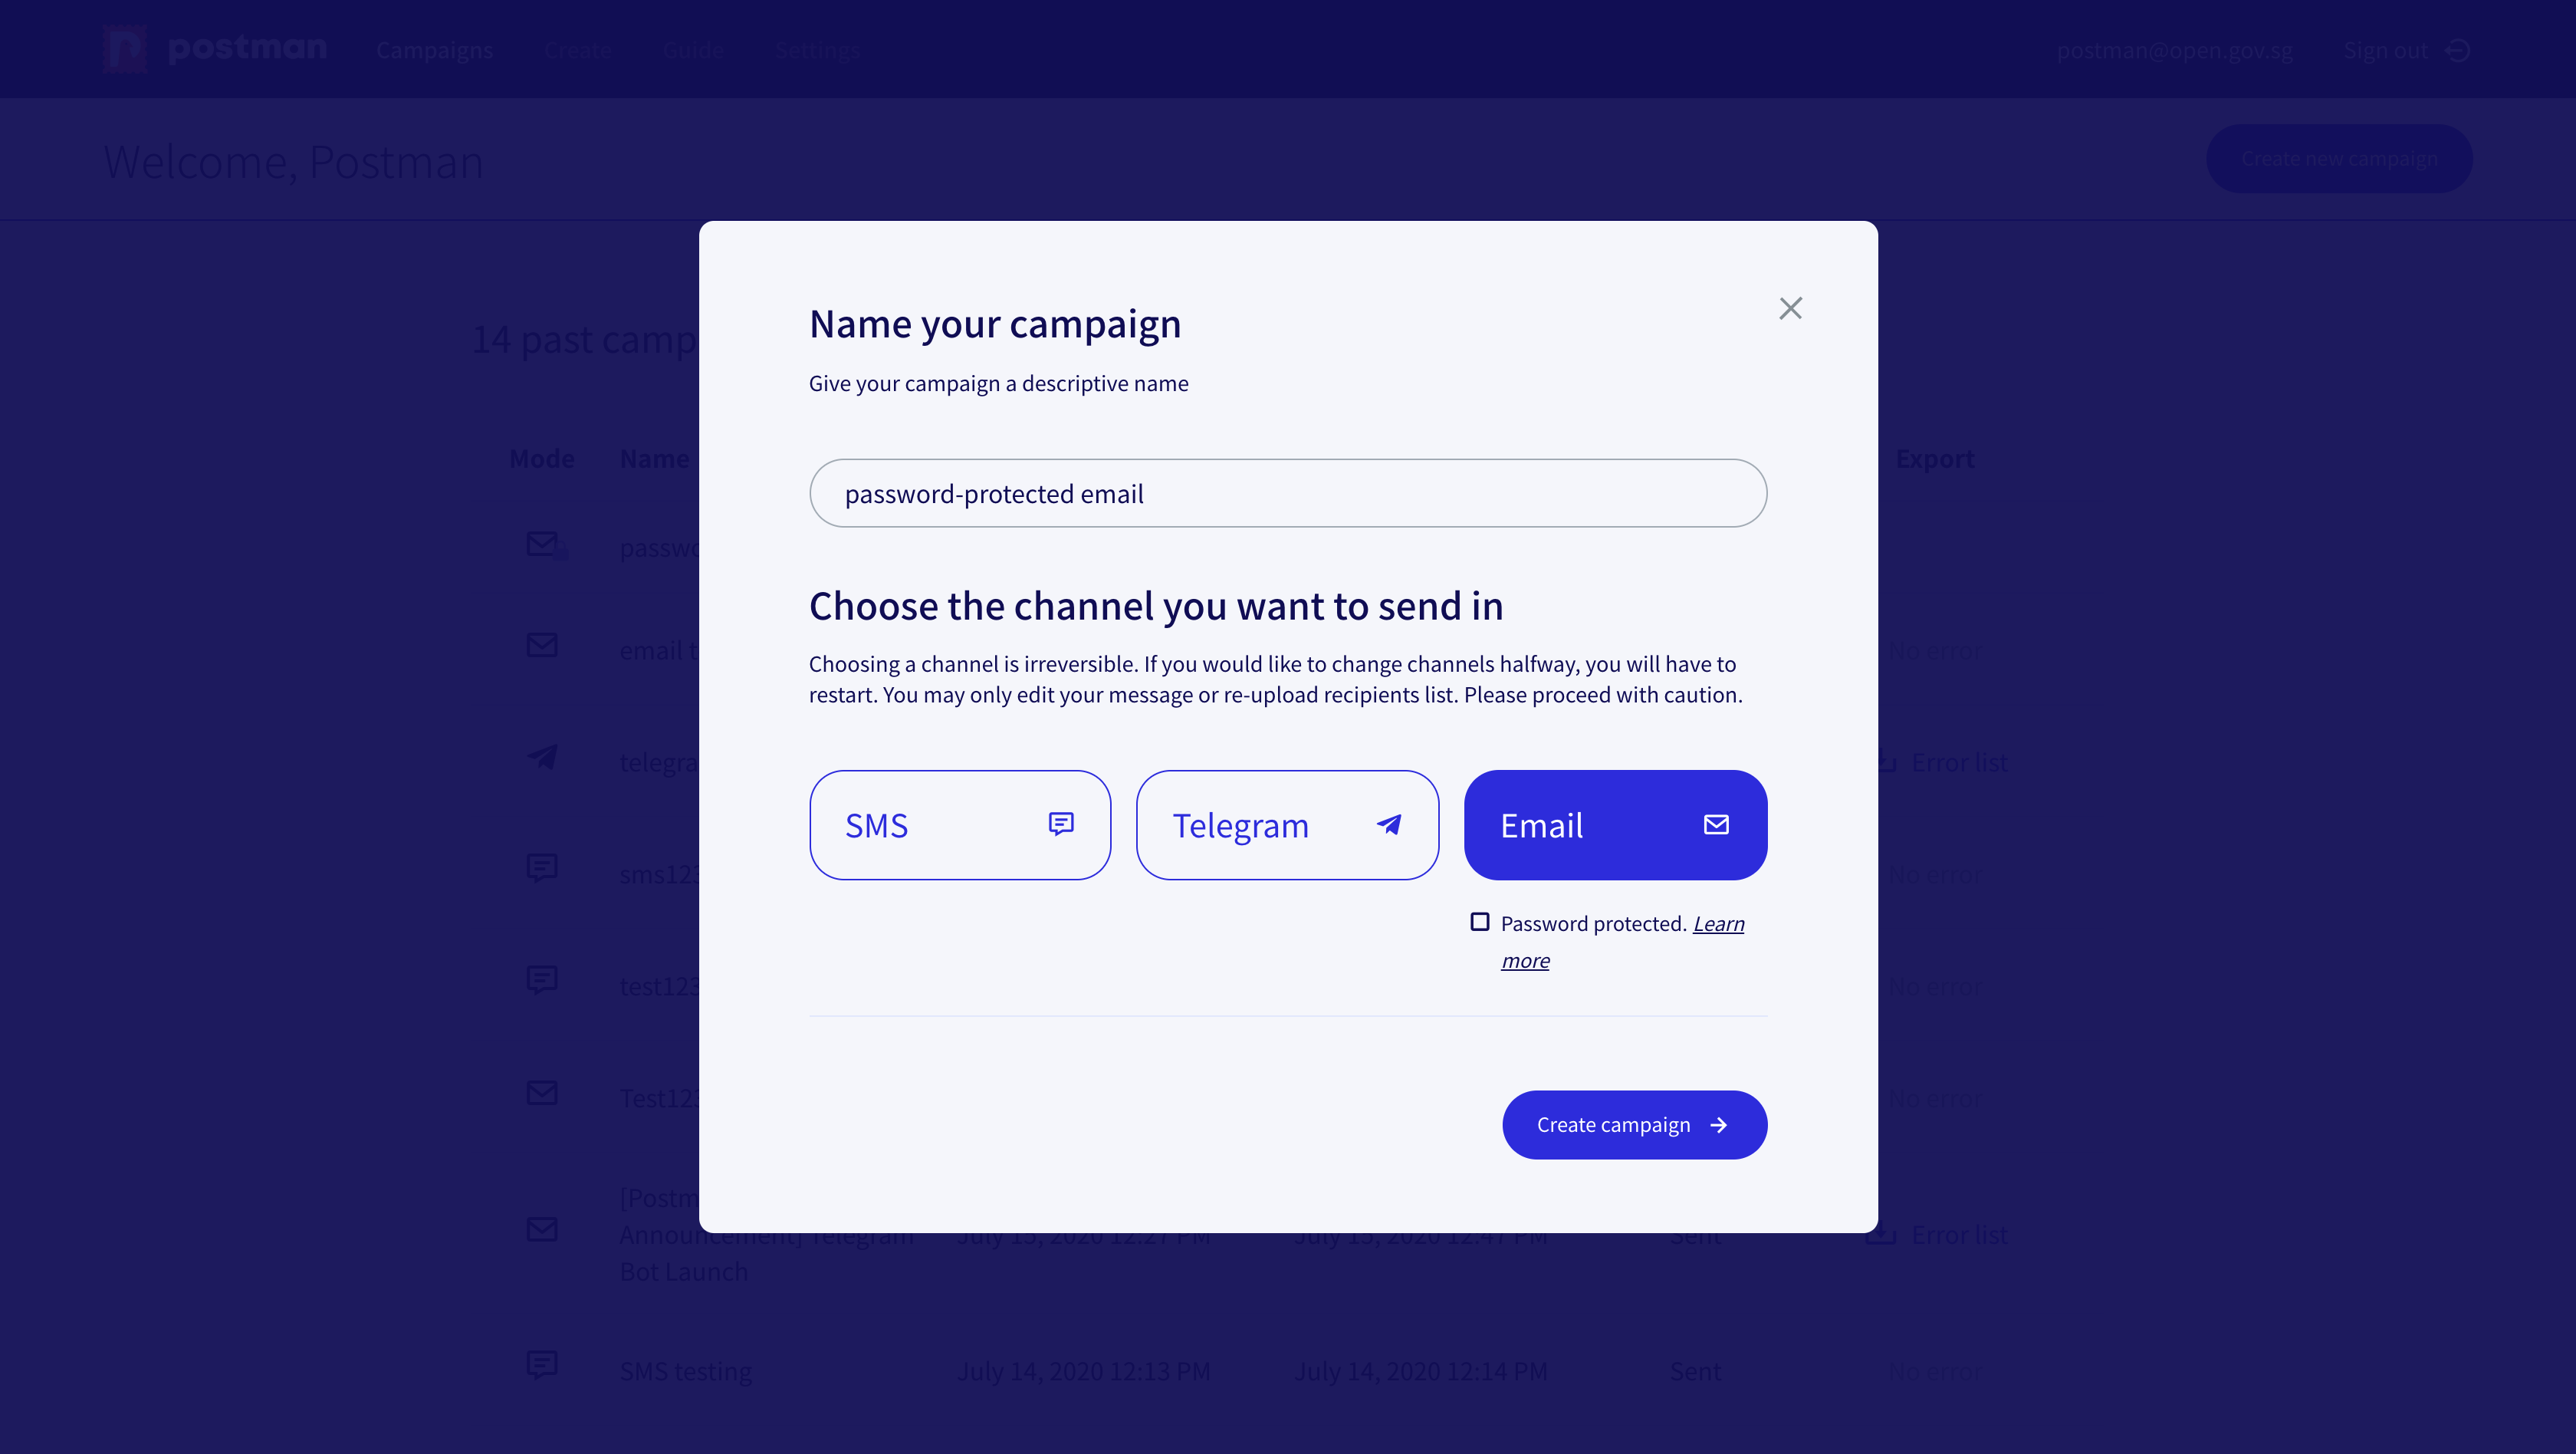 postman Campaigns Create Guide Settings postman@open.gov.sg Sign out
Welcome, Postman Create new campaign
Name your campaign
14 past camp
Give your campaign a descriptive name
Mode Name Export
password-protected email
passwo
Choose the channel you want to send in
email t No error
Choosing a channel is irreversible. If you would like to change channels halfway, you will have to
restart. You may only edit your message or re-upload recipients list. Please proceed with caution.
telegra Error list
SMS Telegram Email
sms123 No error
Password protected. Learn
more
test123 No error
Test123 No error
Create campaign
[Postm
Announcement] Telegram July 15, 2020 12:27 PM July 15, 2020 12:47 PM Sent Error list
Bot Launch
SMS testing July 14, 2020 12:13 PM July 14, 2020 12:14 PM Sent No error